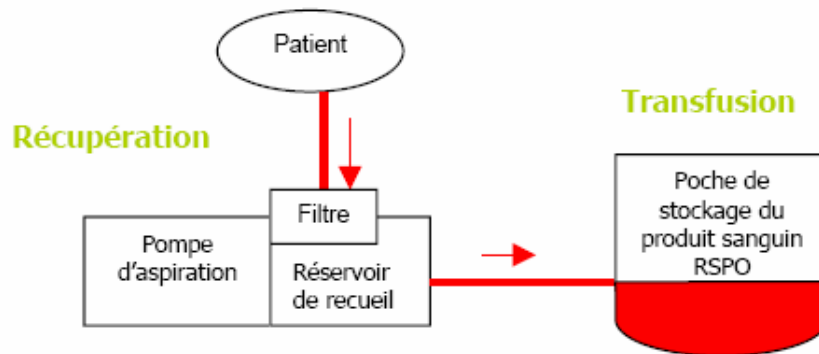 Patient
Transfusion
Récupération
Filtre
Pompe
d'aspiration
Réservoir
de recueil
Poche de
stockage du
produit sanguin
RSPO